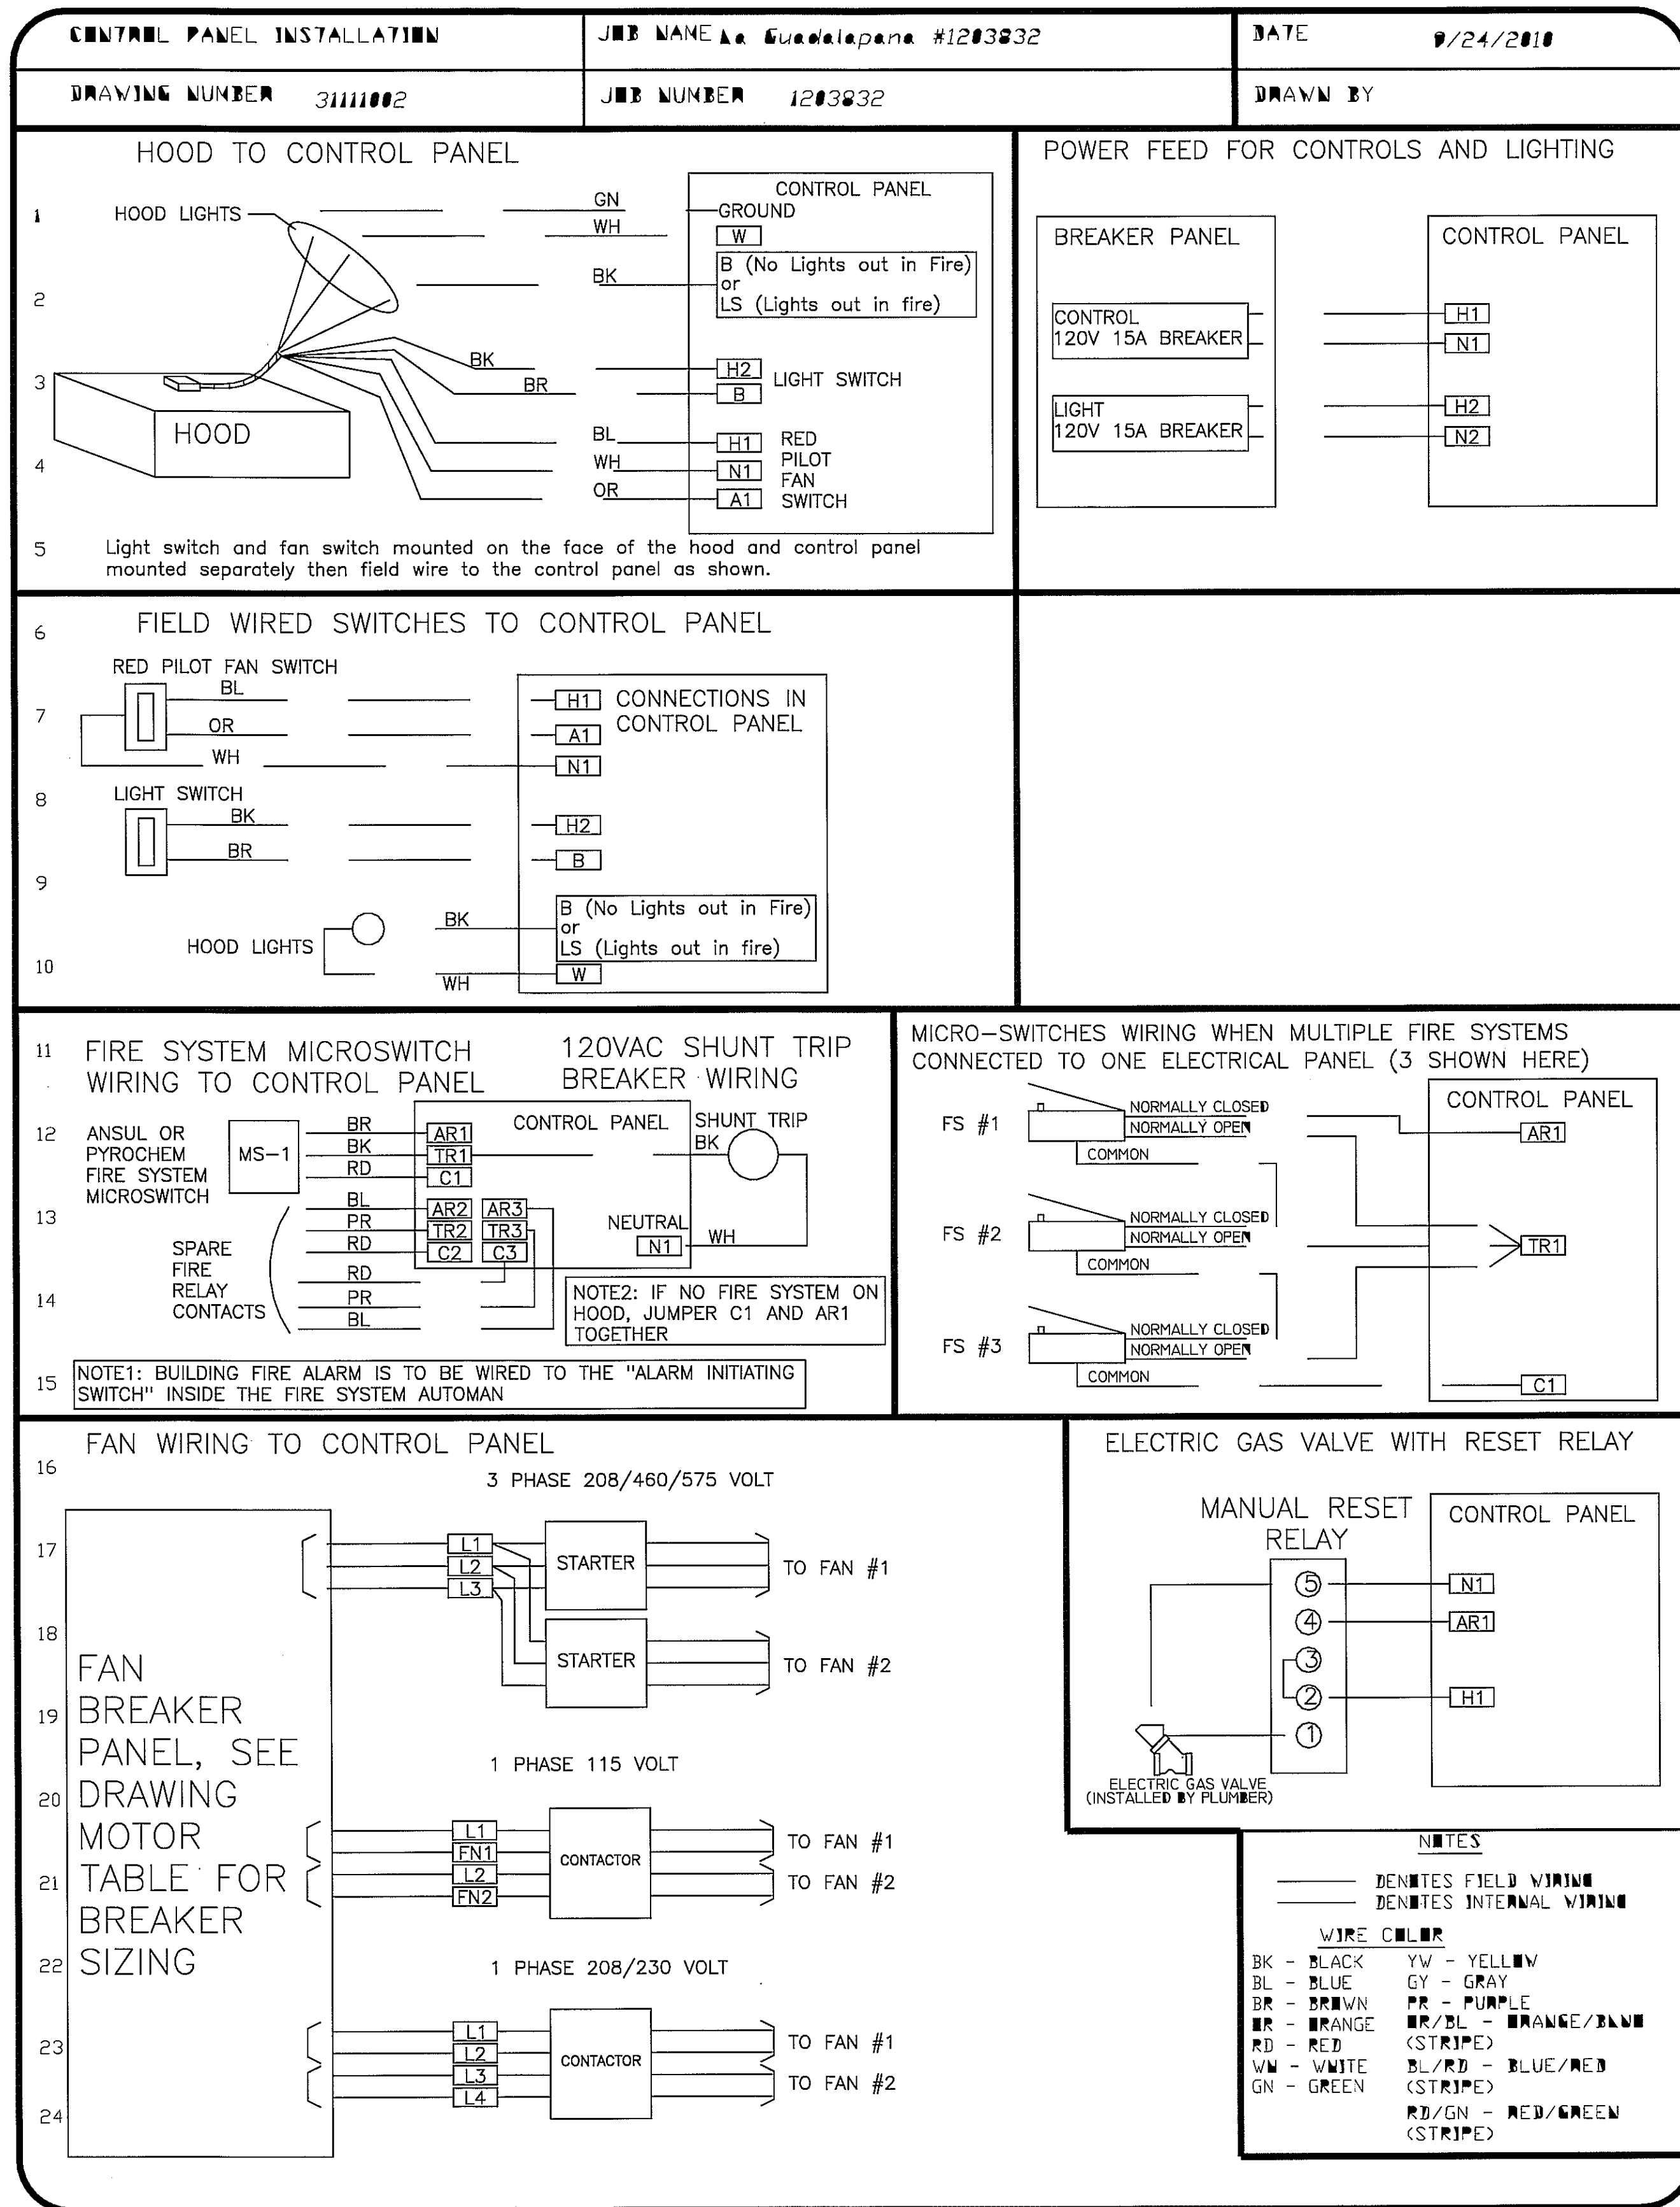 CONTROL PANEL INSTALLATION
JOB NAME La Guadalapana #1203832
DATE 9/24/2010
DRAWING NUMBER 31111002
JOB NUMBER 1203832
DRAWN BY
HOOD TO CONTROL PANEL
1
HOOD LIGHTS
GN
WH
BK
CONTROL PANEL
GROUND
W
B (No Lights out in Fire)
or
LS (Lights out in fire)
2
3
BK
BR
H2
B
LIGHT SWITCH
HOOD
4
BL
WH
OR
H1
N1
A1
RED
PILOT
FAN
SWITCH
5
Light switch and fan switch mounted on the face of the hood and control panel
mounted separately then field wire to the control panel as shown.
POWER FEED FOR CONTROLS AND LIGHTING
BREAKER PANEL
CONTROL PANEL
CONTROL
120V 15A BREAKER
H1
N1
LIGHT
120V 15A BREAKER
H2
N2
6
FIELD WIRED SWITCHES TO CONTROL PANEL
RED PILOT FAN SWITCH
7
BL
OR
WH
H1
A1
N1
CONNECTIONS IN
CONTROL PANEL
8
LIGHT SWITCH
BK
BR
H2
B
9
HOOD LIGHTS
BK
WH
B (No Lights out in Fire)
or
LS (Lights out in fire)
W
10
11
FIRE SYSTEM MICROSWITCH
WIRING TO CONTROL PANEL
120VAC SHUNT TRIP
BREAKER WIRING
12
ANSUL OR
PYROCHEM
FIRE SYSTEM
MICROSWITCH
MS-1
BR
BK
RD
AR1
TR1
C1
CONTROL PANEL
SHUNT TRIP
BK
13
BL
PR
RD
AR2 AR3
TR2 TR3
C2 C3
NEUTRAL
N1
WH
SPARE
FIRE
RELAY
CONTACTS
14
RD
PR
BL
NOTE2: IF NO FIRE SYSTEM ON
HOOD, JUMPER C1 AND AR1
TOGETHER
15
NOTE1: BUILDING FIRE ALARM IS TO BE WIRED TO THE "ALARM INITIATING
SWITCH" INSIDE THE FIRE SYSTEM AUTOMAN
MICRO-SWITCHES WIRING WHEN MULTIPLE FIRE SYSTEMS
CONNECTED TO ONE ELECTRICAL PANEL (3 SHOWN HERE)
CONTROL PANEL
FS #1
NORMALLY CLOSED
NORMALLY OPEN
COMMON
AR1
FS #2
NORMALLY CLOSED
NORMALLY OPEN
COMMON
TR1
FS #3
NORMALLY CLOSED
NORMALLY OPEN
COMMON
C1
FAN WIRING TO CONTROL PANEL
16
3 PHASE 208/460/575 VOLT
17
L1
L2
L3
STARTER
TO FAN #1
18
STARTER
TO FAN #2
19
20
21
22
FAN
BREAKER
PANEL, SEE
DRAWING
MOTOR
TABLE FOR
BREAKER
SIZING
1 PHASE 115 VOLT
L1
FN1
L2
FN2
CONTACTOR
TO FAN #1
TO FAN #2
1 PHASE 208/230 VOLT
23
L1
L2
L3
L4
CONTACTOR
TO FAN #1
TO FAN #2
24
ELECTRIC GAS VALVE WITH RESET RELAY
MANUAL RESET
RELAY
CONTROL PANEL
5
N1
4
AR1
3
2
H1
1
ELECTRIC GAS VALVE
(INSTALLED BY PLUMBER)
NOTES
DENOTES FIELD WIRING
DENOTES INTERNAL WIRING
WIRE COLOR
BK - BLACK YW - YELLOW
BL - BLUE GY - GRAY
BR - BROWN PR - PURPLE
OR - ORANGE OR/BL - ORANGE/
RD - RED (STRIPE)
WH - WHITE BL/RD - BLUE/RED
GN - GREEN (STRIPE)
RD/GN - RED/GREEN
(STRIPE)